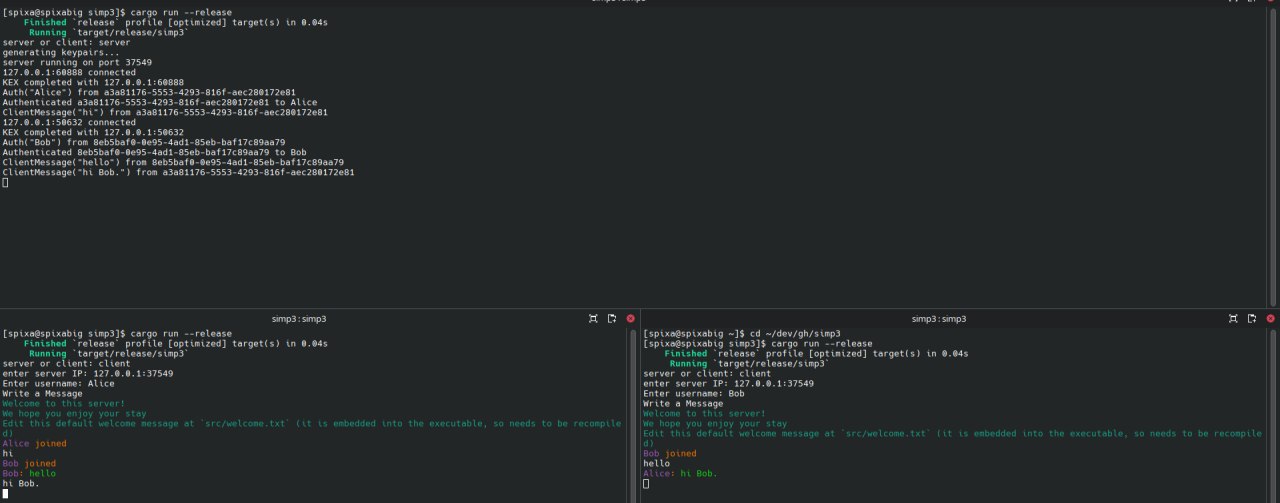 [spixa@spixabig simp3]$ cargo run --release
Finished `release` profile [optimized] target(s) in 0.04s
Running `target/release/simp3`
server or client: server
generating keypairs...
server running on port 37549
127.0.0.1:60888 connected
KEX completed with 127.0.0.1:60888
Auth("Alice") from a3a81176-5553-4293-816f-aec280172e81
Authenticated a3a81176-5553-4293-816f-aec280172e81 to Alice
ClientMessage("hi") from a3a81176-5553-4293-816f-aec280172e81
127.0.0.1:50632 connected
KEX completed with 127.0.0.1:50632
Auth("Bob") from 8eb5baf0-0e95-4ad1-85eb-baf17c89aa79
Authenticated 8eb5baf0-0e95-4ad1-85eb-baf17c89aa79 to Bob
ClientMessage("hello") from 8eb5baf0-0e95-4ad1-85eb-baf17c89aa79
ClientMessage("hi Bob.") from a3a81176-5553-4293-816f-aec280172e81
simp3 : simp3
[spixa@spixabig simp3]$ cargo run --release
Finished `release` profile [optimized] target(s) in 0.04s
Running `target/release/simp3`
server or client: client
enter server IP: 127.0.0.1:37549
Enter username: Alice
Write a Message
Welcome to this server!
We hope you enjoy your stay
Edit this default welcome message at `src/welcome.txt` (it is embedded into the executable, so needs to be recompile
d)
Alice joined
hi
Bob joined
Bob: hello
hi Bob.
simp3 : simp3
[spixa@spixabig ~]$ cd ~/dev/gh/simp3
[spixa@spixabig simp3]$ cargo run --release
Finished `release` profile [optimized] target(s) in 0.04s
Running `target/release/simp3`
server or client: client
enter server IP: 127.0.0.1:37549
Enter username: Bob
Write a Message
Welcome to this server!
We hope you enjoy your stay
Edit this default welcome message at `src/welcome.txt` (it is embedded into the executable, so needs to be recompile
d)
Bob joined
hello
Alice: hi Bob.